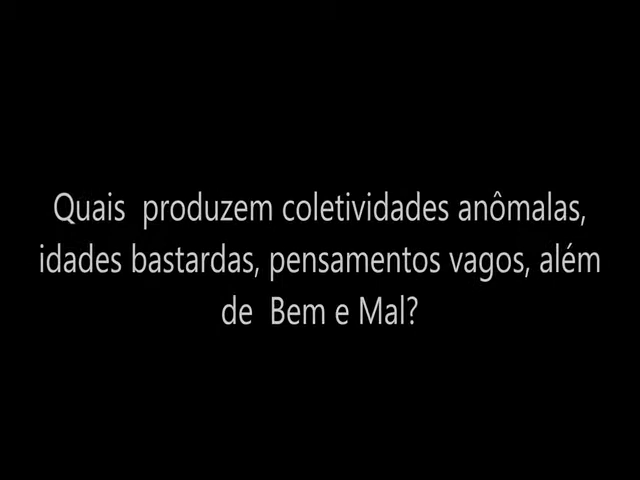 Quais  produzem coletividades anômalas,
idades bastardas, pensamentos vagos, além
de  Bem e Mal?